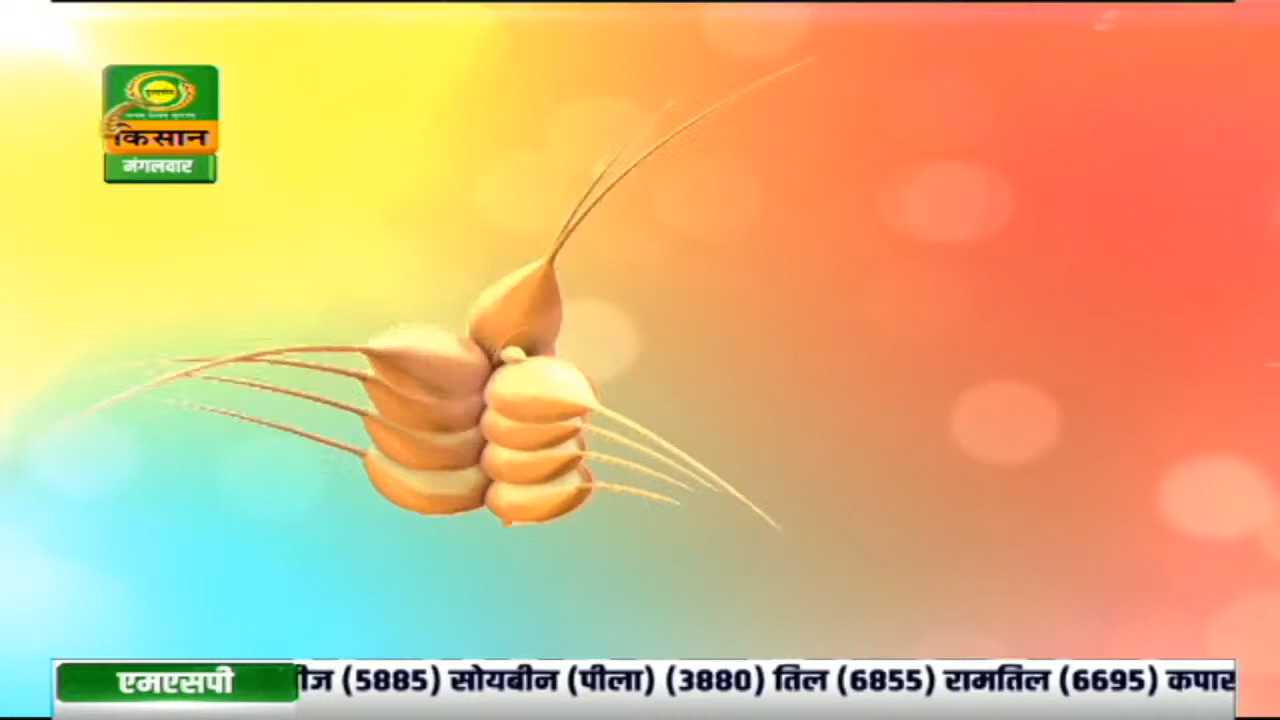 किसान
मंगलवार
एमएसपी
ीज (5885) सोयबीन (पीला) (3880) तिल (6855) रामतिल (6695) कपास